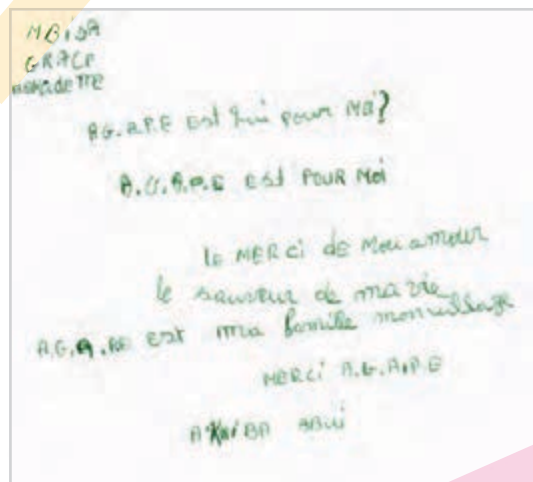 MBIDA
GRACE
BERNADETTE
A.G.A.P.E Est qui pour Moi?
A.G.A.P.E Est POUR Moi
le MERCi de Mon amour
le sauveur de ma vie
A.G.A.P.E est ma famille mon village
MERCi A.G.A.P.E
AKiBA